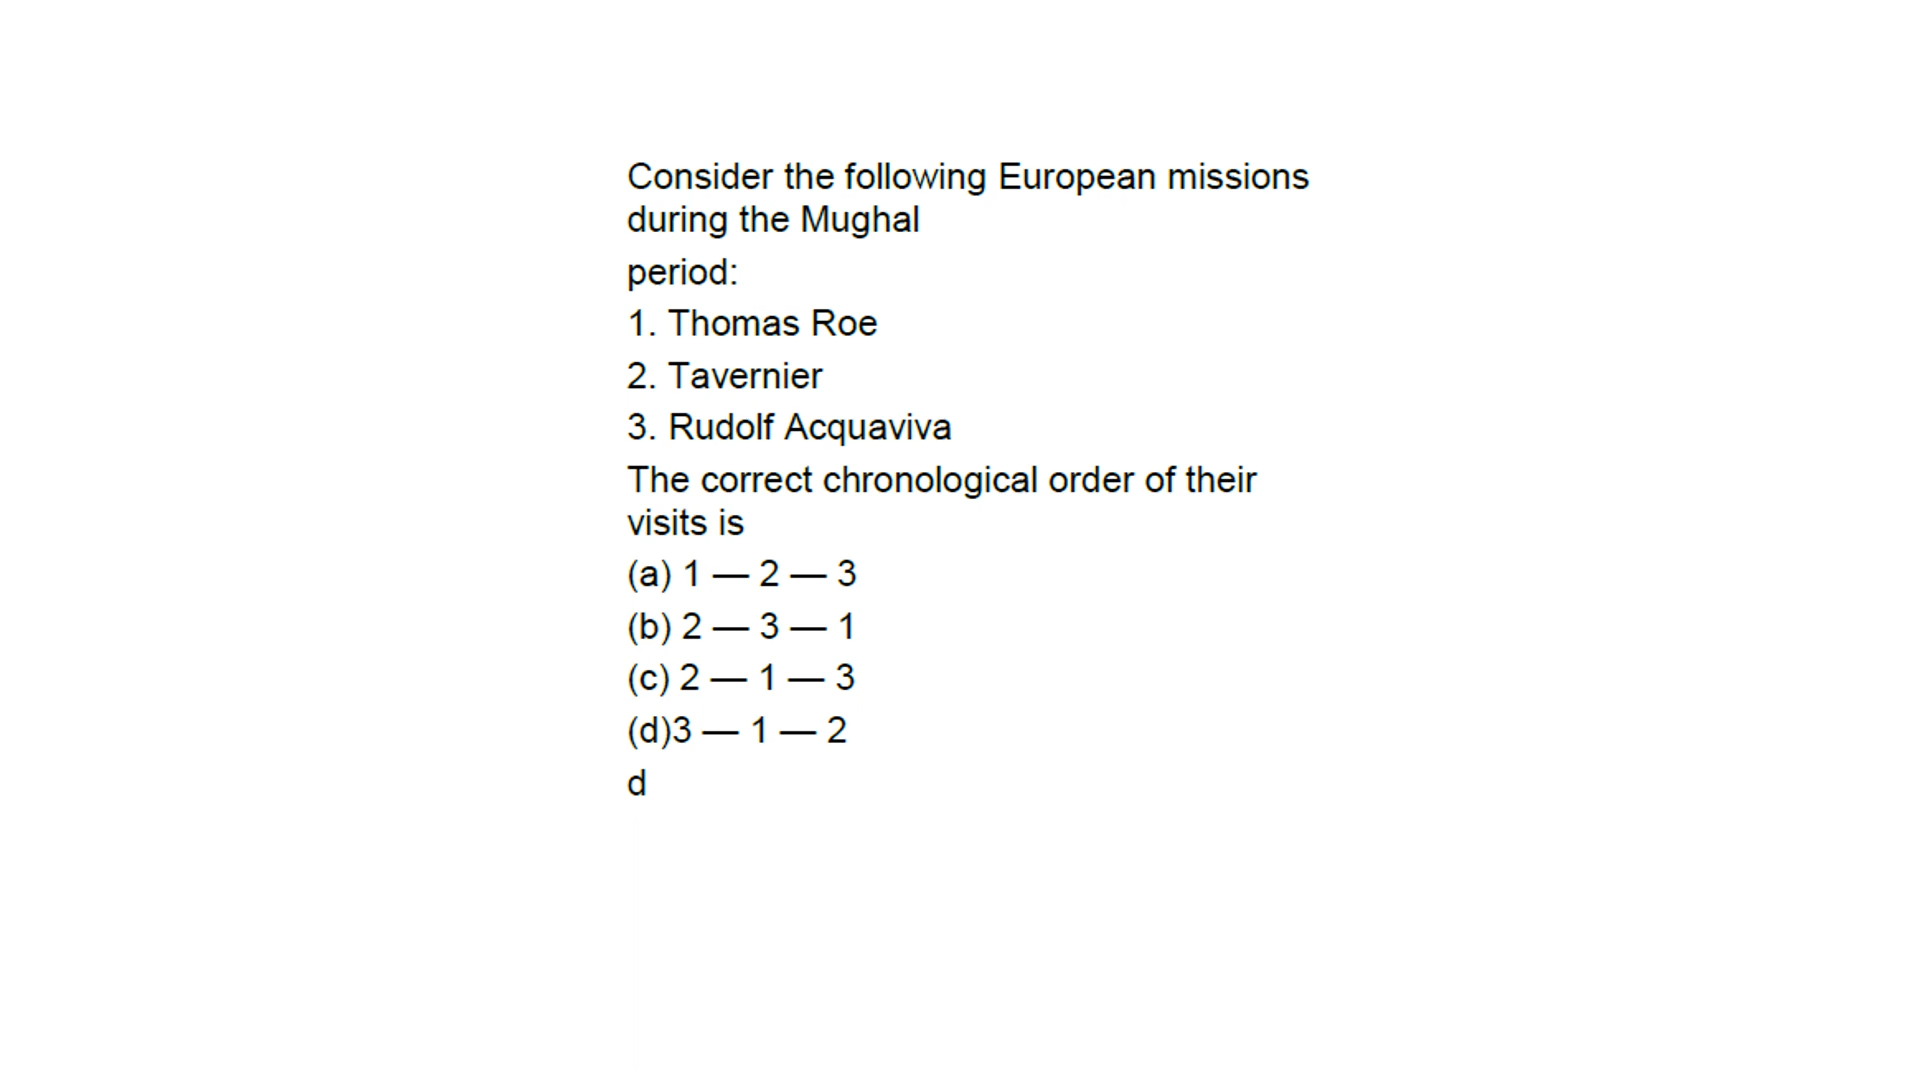 Consider the following European missions
during the Mughal
period:
1. Thomas Roe
2. Tavernier
3. Rudolf Acquaviva
The correct chronological order of their
visits is
(a) 1 — 2 — 3
(b) 2 — 3 — 1
(c) 2 — 1 — 3
(d)3 — 1 — 2
d